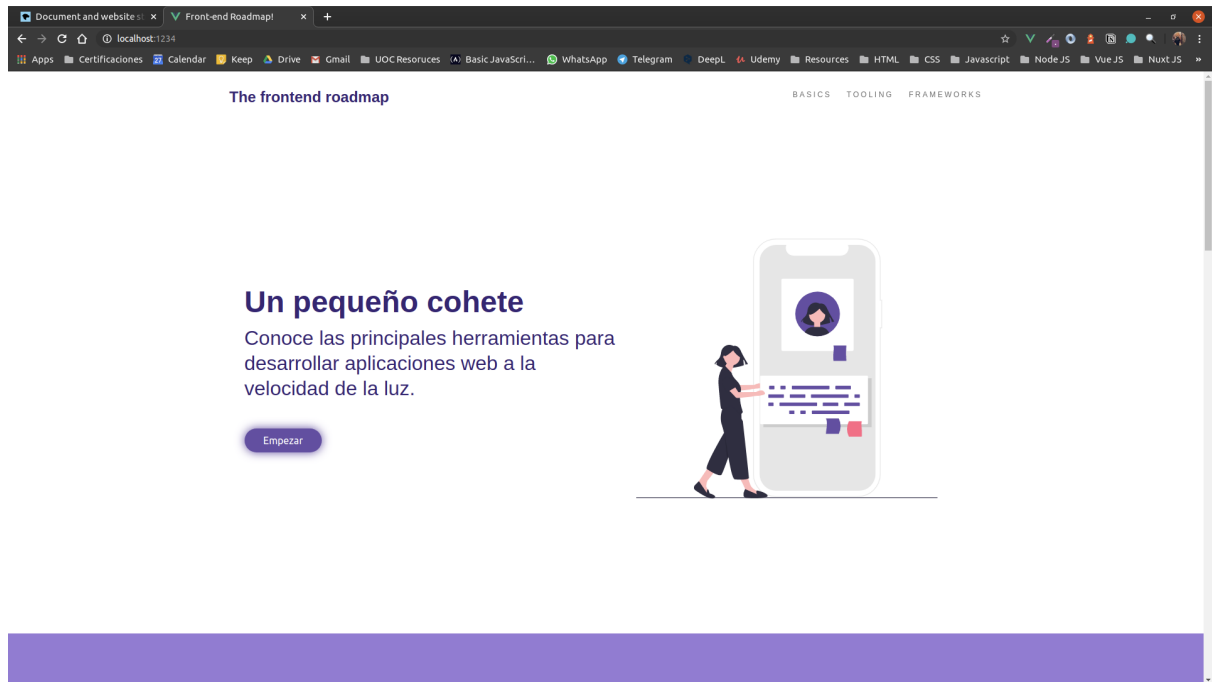 Document and website st
Front-end Roadmap!
localhost:1234
Apps Certificaciones 27 Calendar Keep Drive Gmail UOC Resoruces (A) Basic JavaScri... WhatsApp Telegram DeepL Udemy Resources HTML CSS Javascript Node JS Vue JS Nuxt JS »
The frontend roadmap
BASICS TOOLING FRAMEWORKS
Un pequeño cohete
Conoce las principales herramientas para
desarrollar aplicaciones web a la
velocidad de la luz.
Empezar